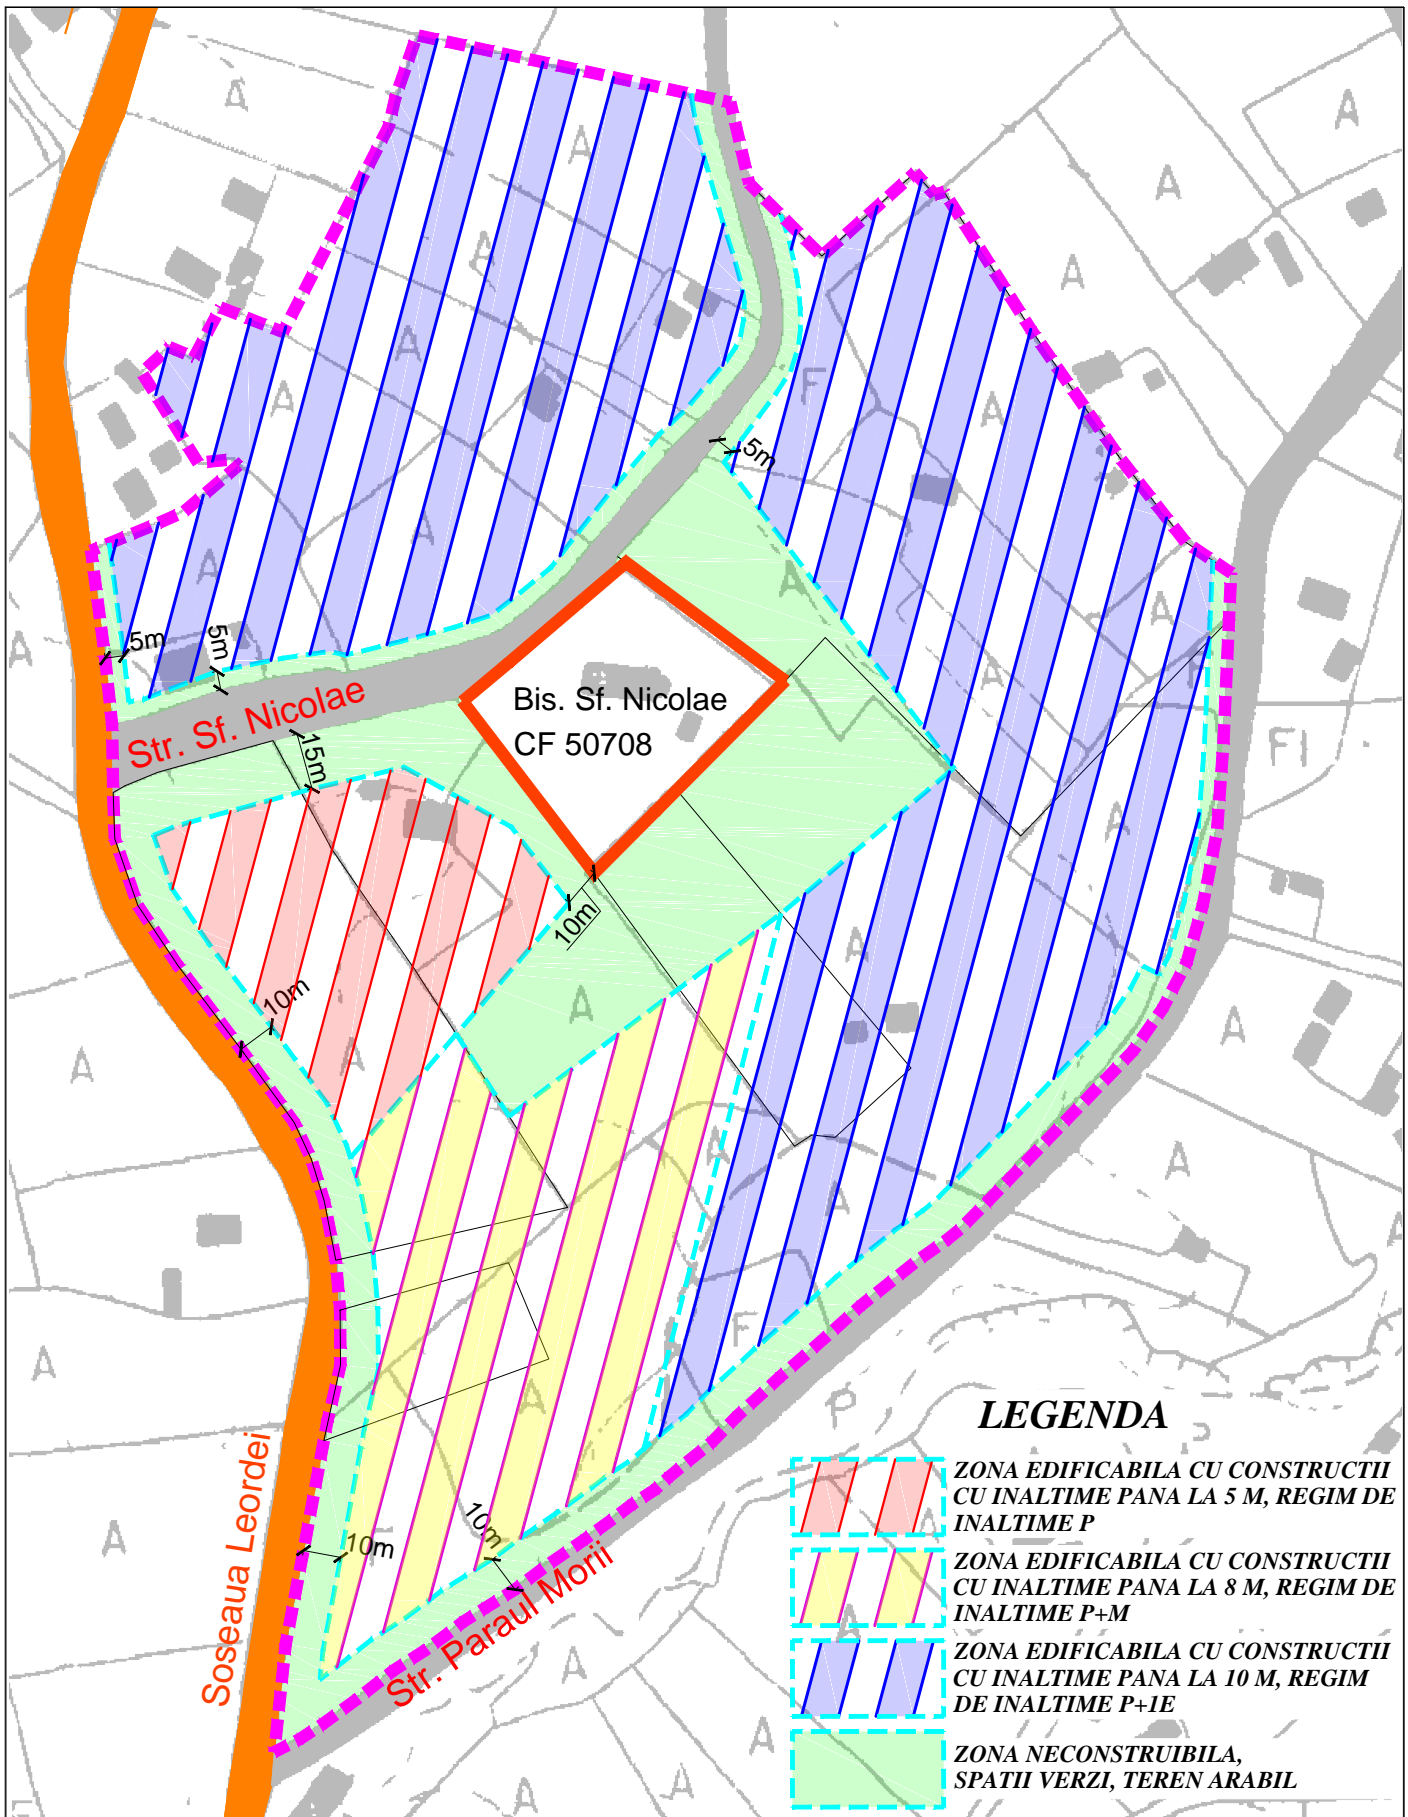 A
A
A
A
A
A
A
F
A
A
5m
A
A
A
A
A
5m
5m
A
A
F
Bis. Sf. Nicolae
CF 50708
Str. Sf. Nicolae
15m
F1
A
10m
A
A
10m
A
A
A
A
A
A
A
F
A
A
P
LEGENDA
ZONA EDIFICABILA CU CONSTRUCTII
CU INALTIME PANA LA 5 M, REGIM DE
INALTIME P
ZONA EDIFICABILA CU CONSTRUCTII
CU INALTIME PANA LA 8 M, REGIM DE
INALTIME P+M
ZONA EDIFICABILA CU CONSTRUCTII
CU INALTIME PANA LA 10 M, REGIM
DE INALTIME P+1E
ZONA NECONSTRUIBILA,
SPATII VERZI, TEREN ARABIL
Soseaua Leordei
A
10m
10m
Str. Paraul Morii
A
A
A
A